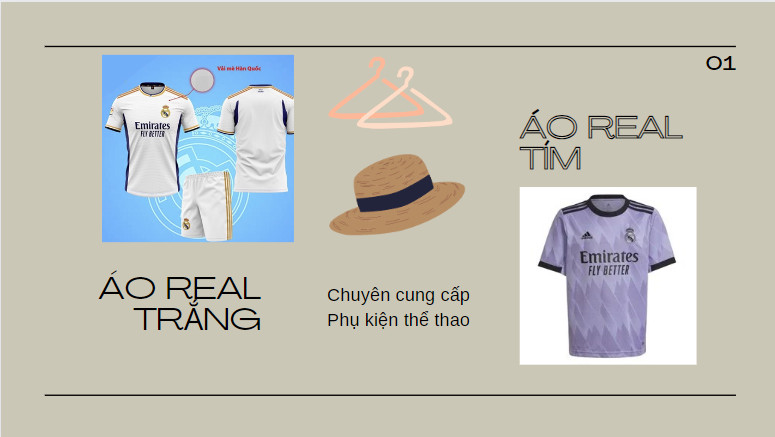 01
Vải mè Hàn Quốc
Emirates
FLY BETTER
ÁO REAL
TRẮNG
Chuyên cung cấp
Phụ kiện thể thao
ÁO REAL
TÍM
Emirates
FLY BETTER